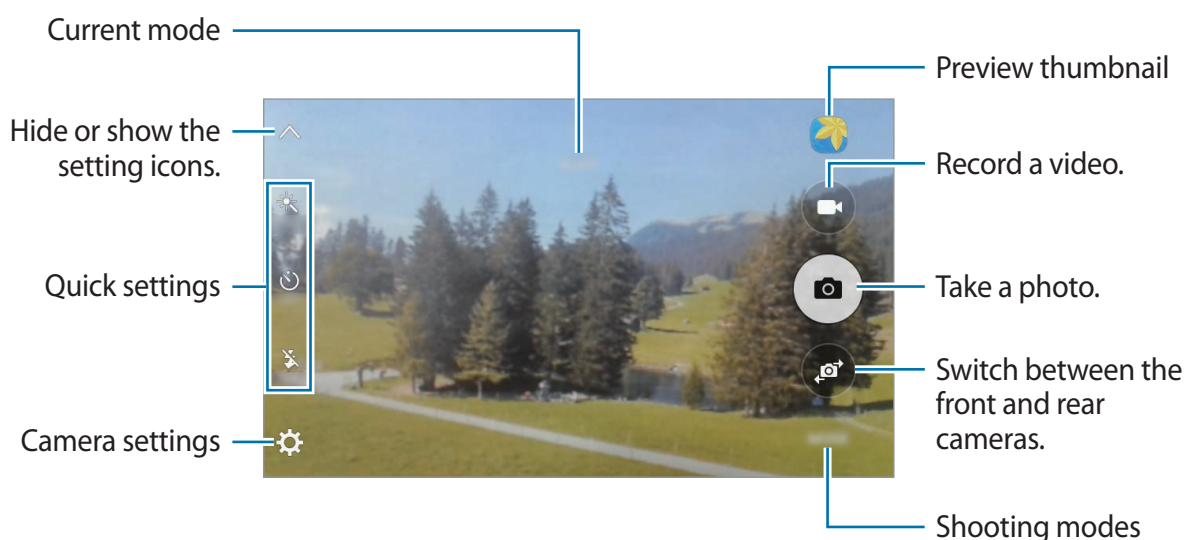 Current mode
Preview thumbnail
Hide or show the
setting icons.
Record a video.
Quick settings
Take a photo.
Switch between the
front and rear
cameras.
Camera settings
Shooting modes